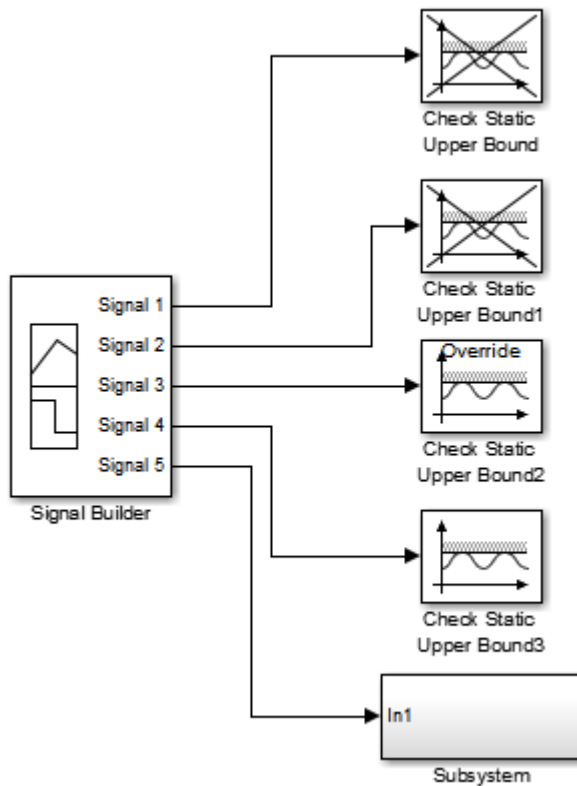 Check Static
Upper Bound
Check Static
Upper Bound1
Signal 1
Signal 2
Signal 3
Signal 4
Signal 5
Signal Builder
Override
Check Static
Upper Bound2
Check Static
Upper Bound3
In1
Subsystem